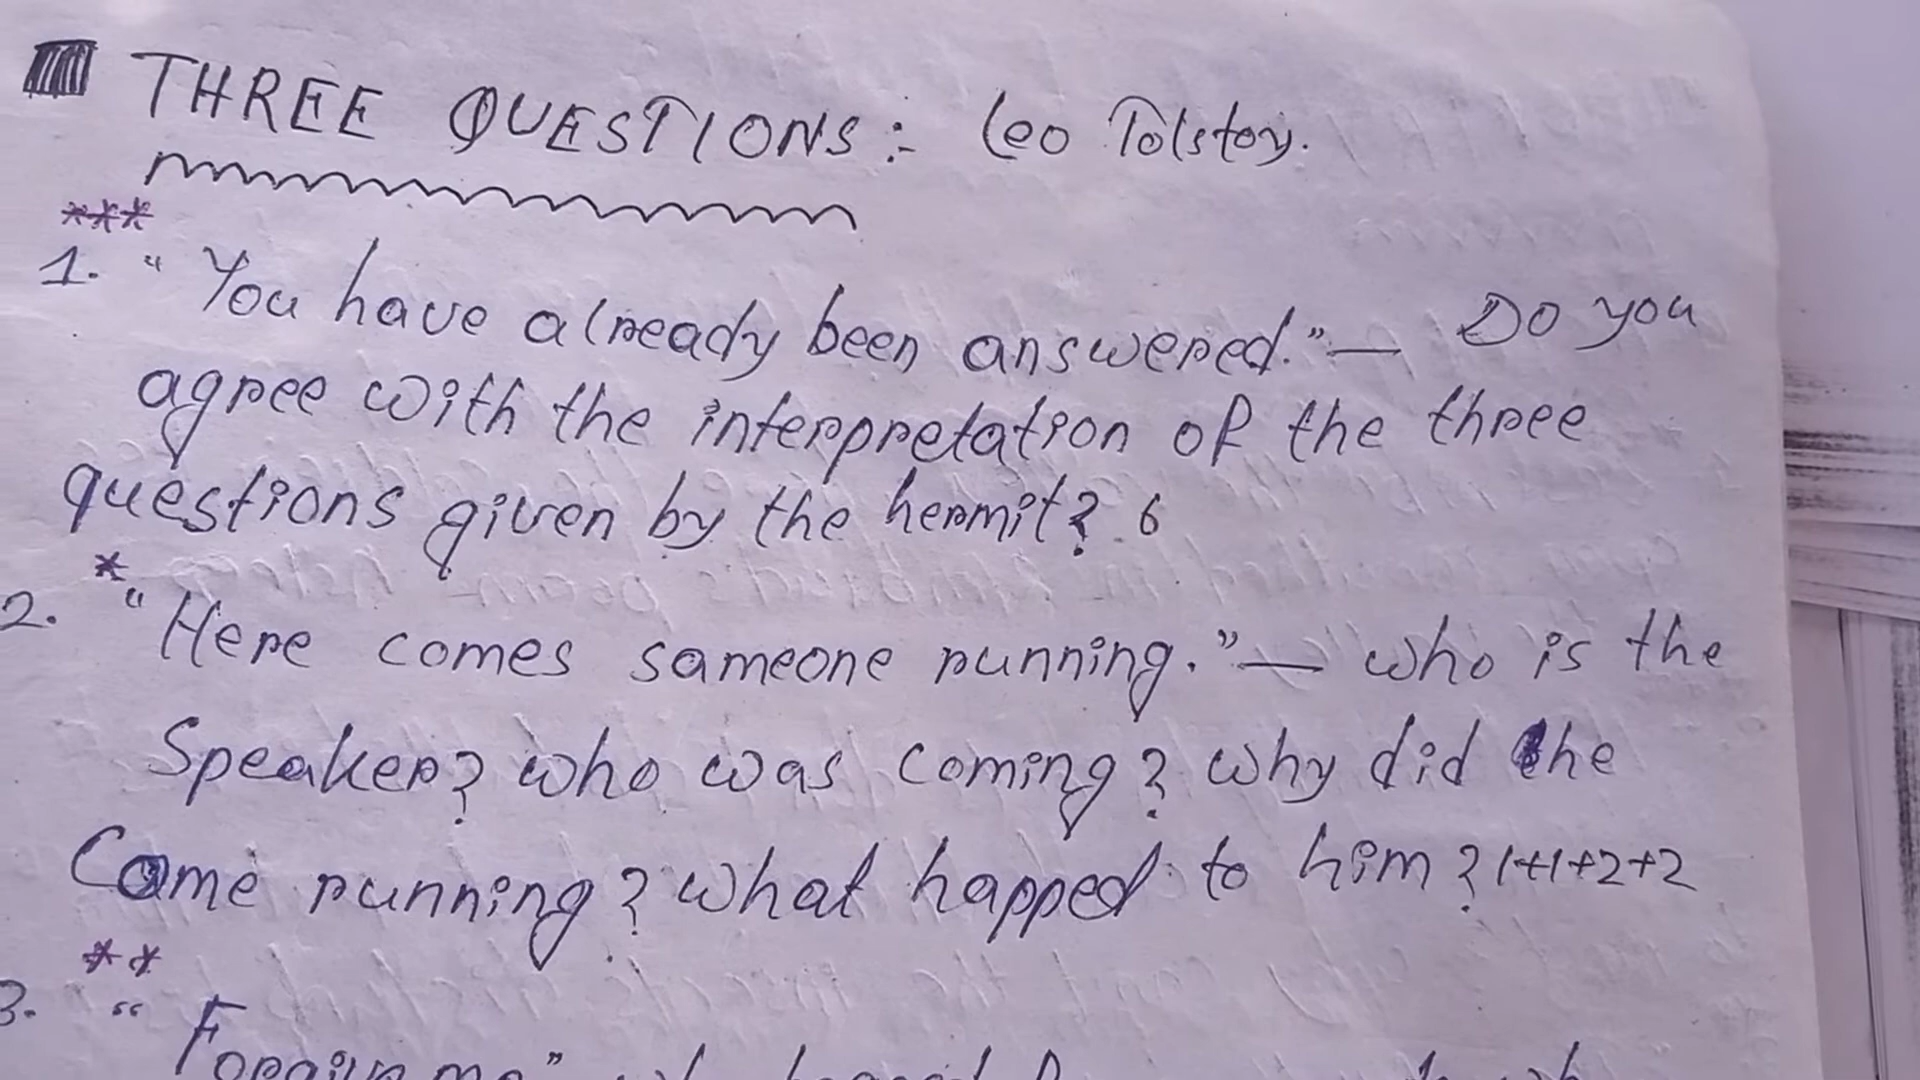 THREE QUESTIONS:- Leo Tolstoy.
***
1. "You have already been answered."— Do you
agree with the interpretation of the three
questions given by the hermit? 6
*
2. "Here comes someone running."— who is the
Speaker? who was coming? why did the
Come running? what happed to him? 1+1+2+2
**
3. "Forgive me"